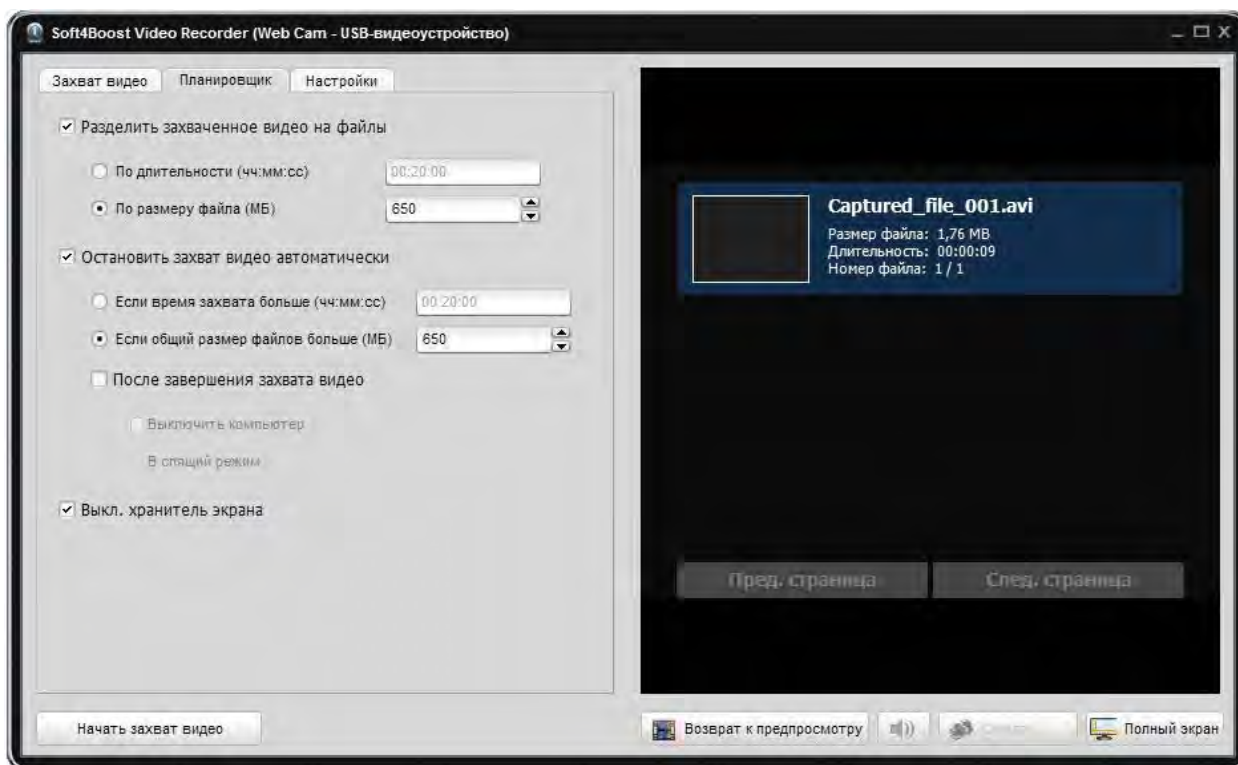 Soft4Boost Video Recorder (Web Cam - USB-видеоустройство)
Захват видео
Планировщик
Настройки
Разделить захваченное видео на файлы
По длительности (чч:мм:сс)
00:20:00
По размеру файла (МБ)
650
Остановить захват видео автоматически
Если время захвата больше (чч:мм:сс)
00:20:00
Если общий размер файлов больше (МБ)
650
После завершения захвата видео
Выключить компьютер
В спящий режим
Выкл. хранитель экрана
Начать захват видео
Captured_file_001.avi
Размер файла: 1,76 MB
Длительность: 00:00:09
Номер файла: 1 / 1
Пред. страница
След. страница
Возврат к предпросмотру
Полный экран